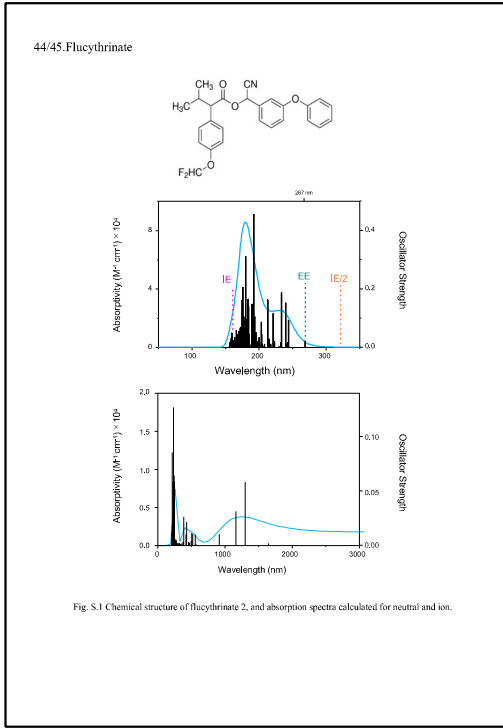 44/45.Flucythrinate
CH3
H3C
O
CN
O
O
O
F2HC
267 nm
8
4
0
0.4
0.2
0.0
IE
EE
IE/2
Absorptivity (M-1 cm-1) × 10⁴
Oscillator Strength
100
200
300
Wavelength (nm)
2.0
1.5
1.0
0.5
0.0
0.10
0.05
0.00
Absorptivity (M-1 cm-1) × 10⁴
Oscillator Strength
0
1000
2000
3000
Wavelength (nm)
Fig. S.1 Chemical structure of flucythrinate 2, and absorption spectra calculated for neutral and ion.